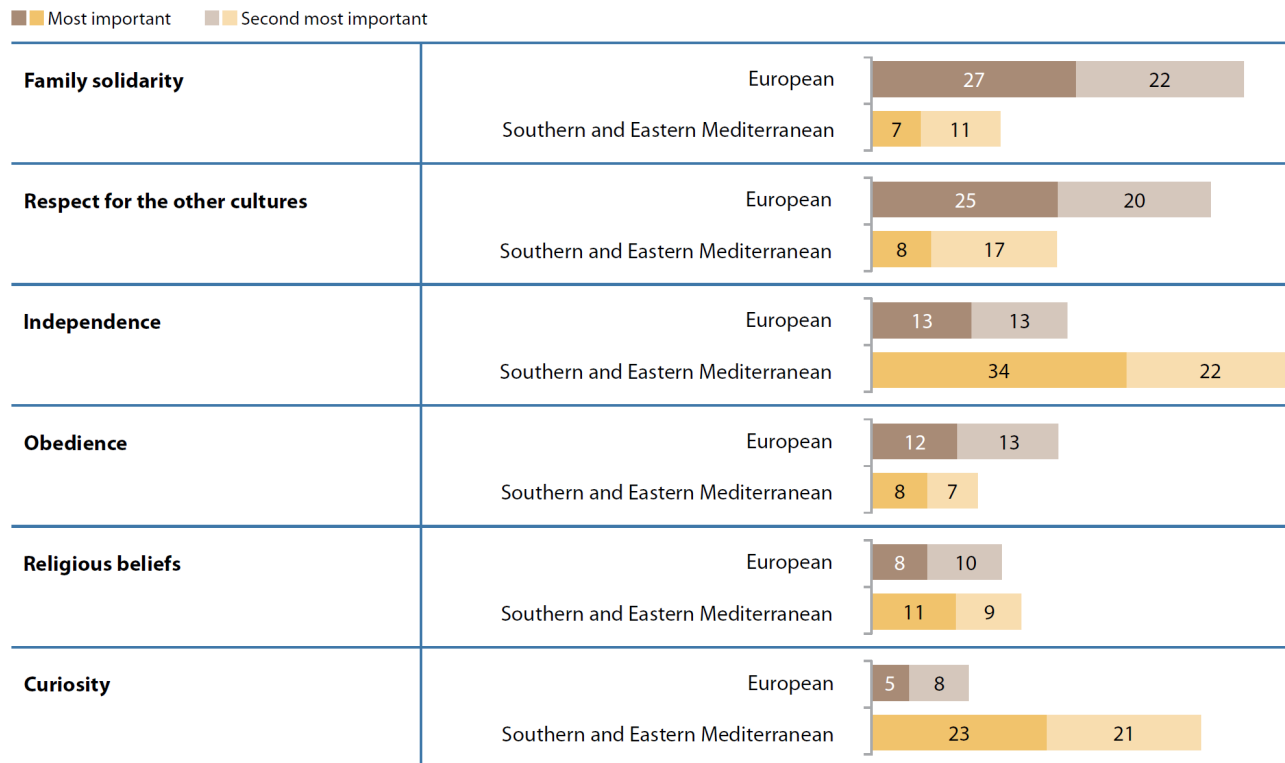 Most important Second most important
Family solidarity
European 27 22
Southern and Eastern Mediterranean 7 11
Respect for the other cultures
European 25 20
Southern and Eastern Mediterranean 8 17
Independence
European 13 13
Southern and Eastern Mediterranean 34 22
Obedience
European 12 13
Southern and Eastern Mediterranean 8 7
Religious beliefs
European 8 10
Southern and Eastern Mediterranean 11 9
Curiosity
European 5 8
Southern and Eastern Mediterranean 23 21